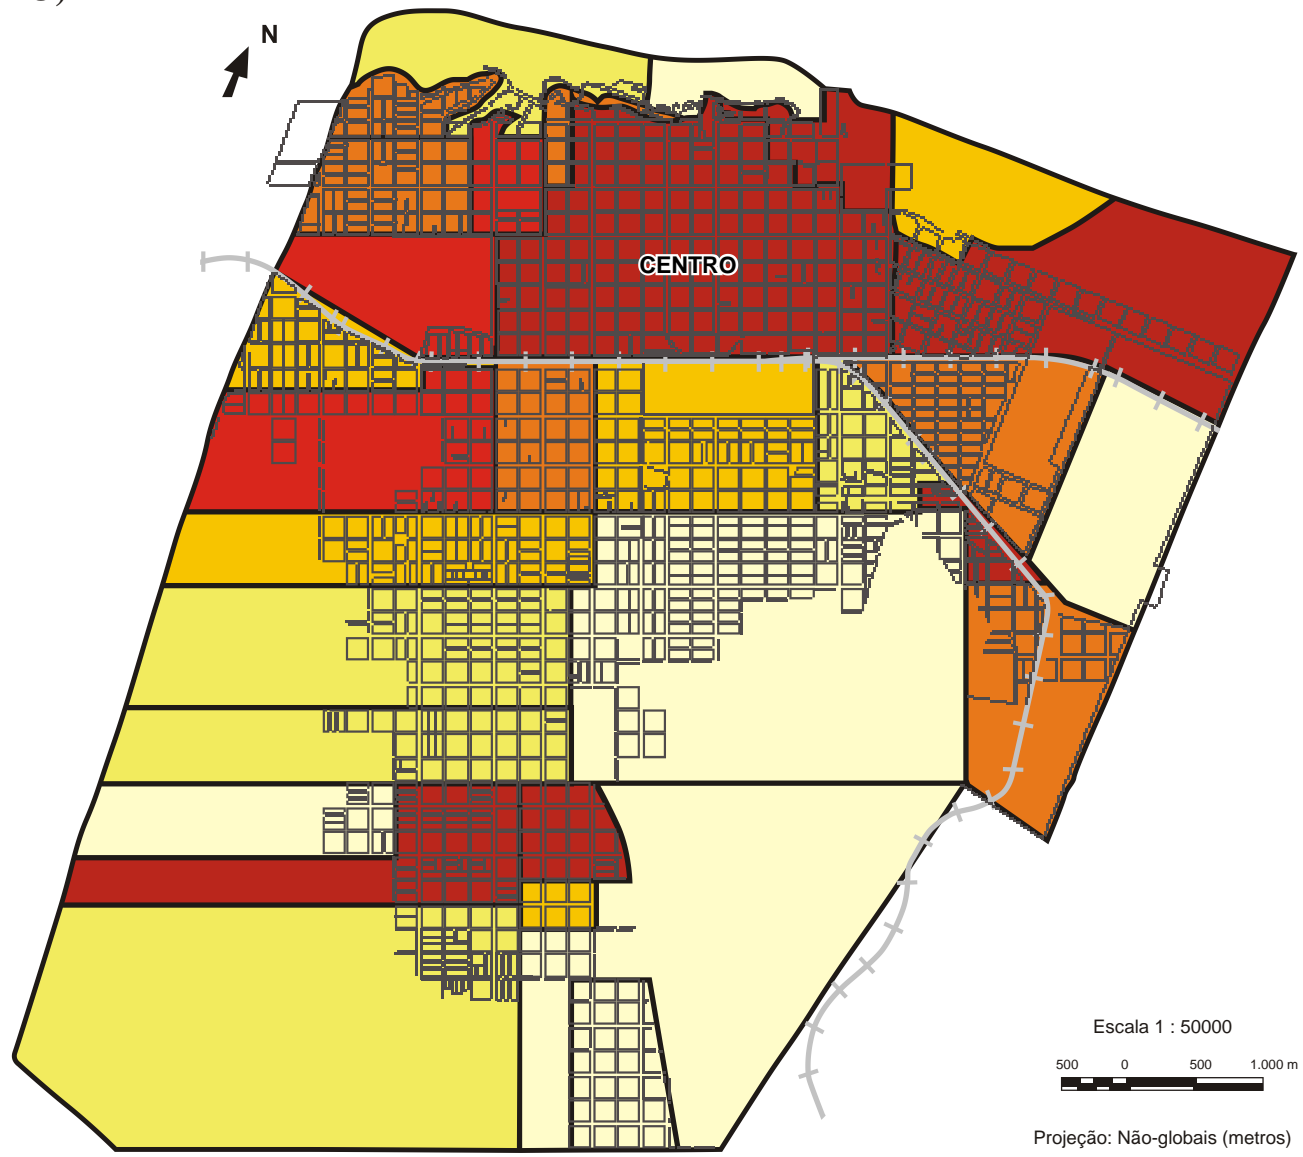 N
CENTRO
Escala 1 : 50000
500 0 500 1.000 m
Projeção: Não-globais (metros)